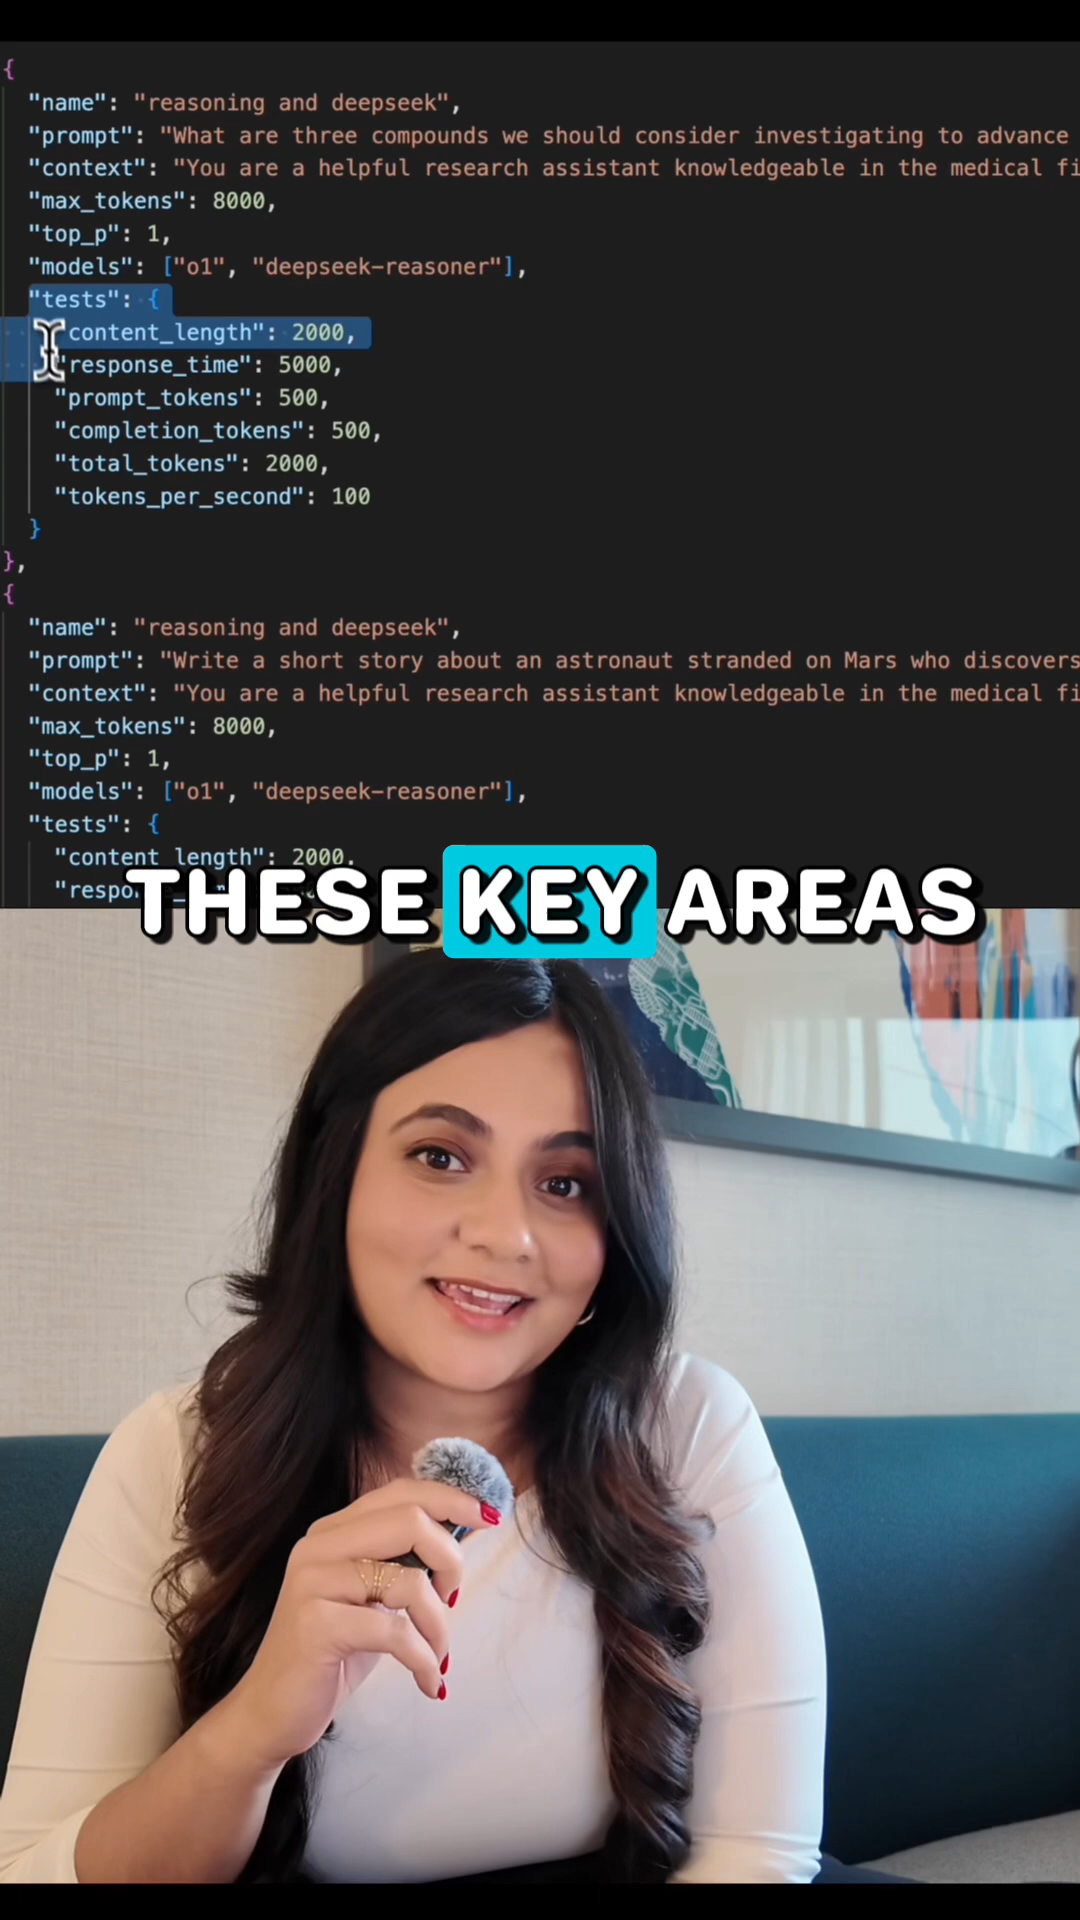 {
"name": "reasoning and deepseek",
"prompt": "What are three compounds we should consider investigating to advance
"context": "You are a helpful research assistant knowledgeable in the medical fi
"max_tokens": 8000,
"top_p": 1,
"models": ["o1", "deepseek-reasoner"],
"tests": {
content_length": 2000,
"response_time": 5000,
"prompt_tokens": 500,
"completion_tokens": 500,
"total_tokens": 2000,
"tokens_per_second": 100
}
},
{
"name": "reasoning and deepseek",
"prompt": "Write a short story about an astronaut stranded on Mars who discovers
"context": "You are a helpful research assistant knowledgeable in the medical fi
"max_tokens": 8000,
"top_p": 1,
"models": ["o1", "deepseek-reasoner"],
"tests": {
"content_length": 2000,
THESE KEY AREAS